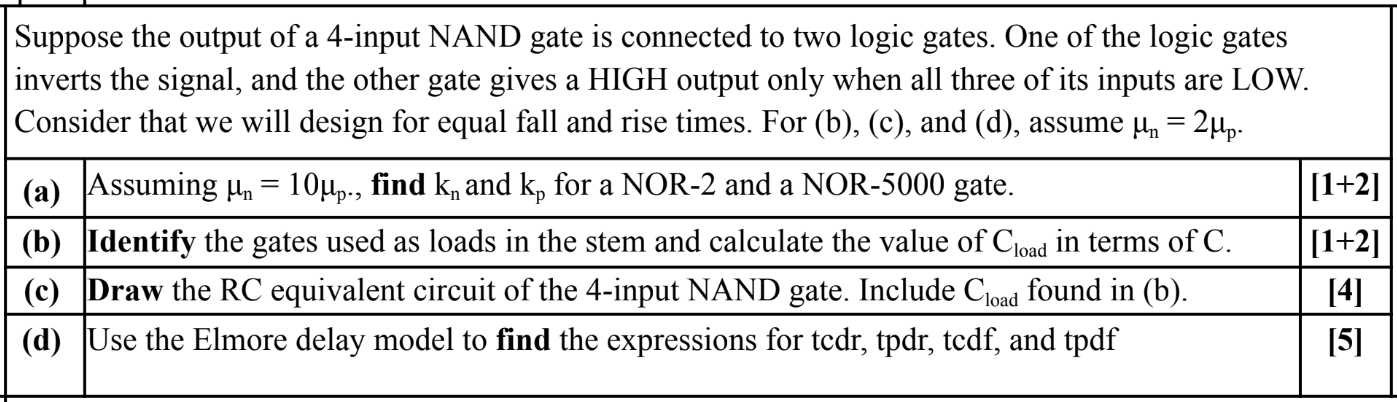 Suppose the output of a 4-input NAND gate is connected to two logic gates. One of the logic gates
inverts the signal, and the other gate gives a HIGH output only when all three of its inputs are LOW.
Consider that we will design for equal fall and rise times. For (b), (c), and (d), assume μn = 2μp.
(a) Assuming μn = 10μp., find kn and kp for a NOR-2 and a NOR-5000 gate. [1+2]
(b) Identify the gates used as loads in the stem and calculate the value of Cload in terms of C. [1+2]
(c) Draw the RC equivalent circuit of the 4-input NAND gate. Include Cload found in (b). [4]
(d) Use the Elmore delay model to find the expressions for tcdr, tpdr, tcdf, and tpdf [5]